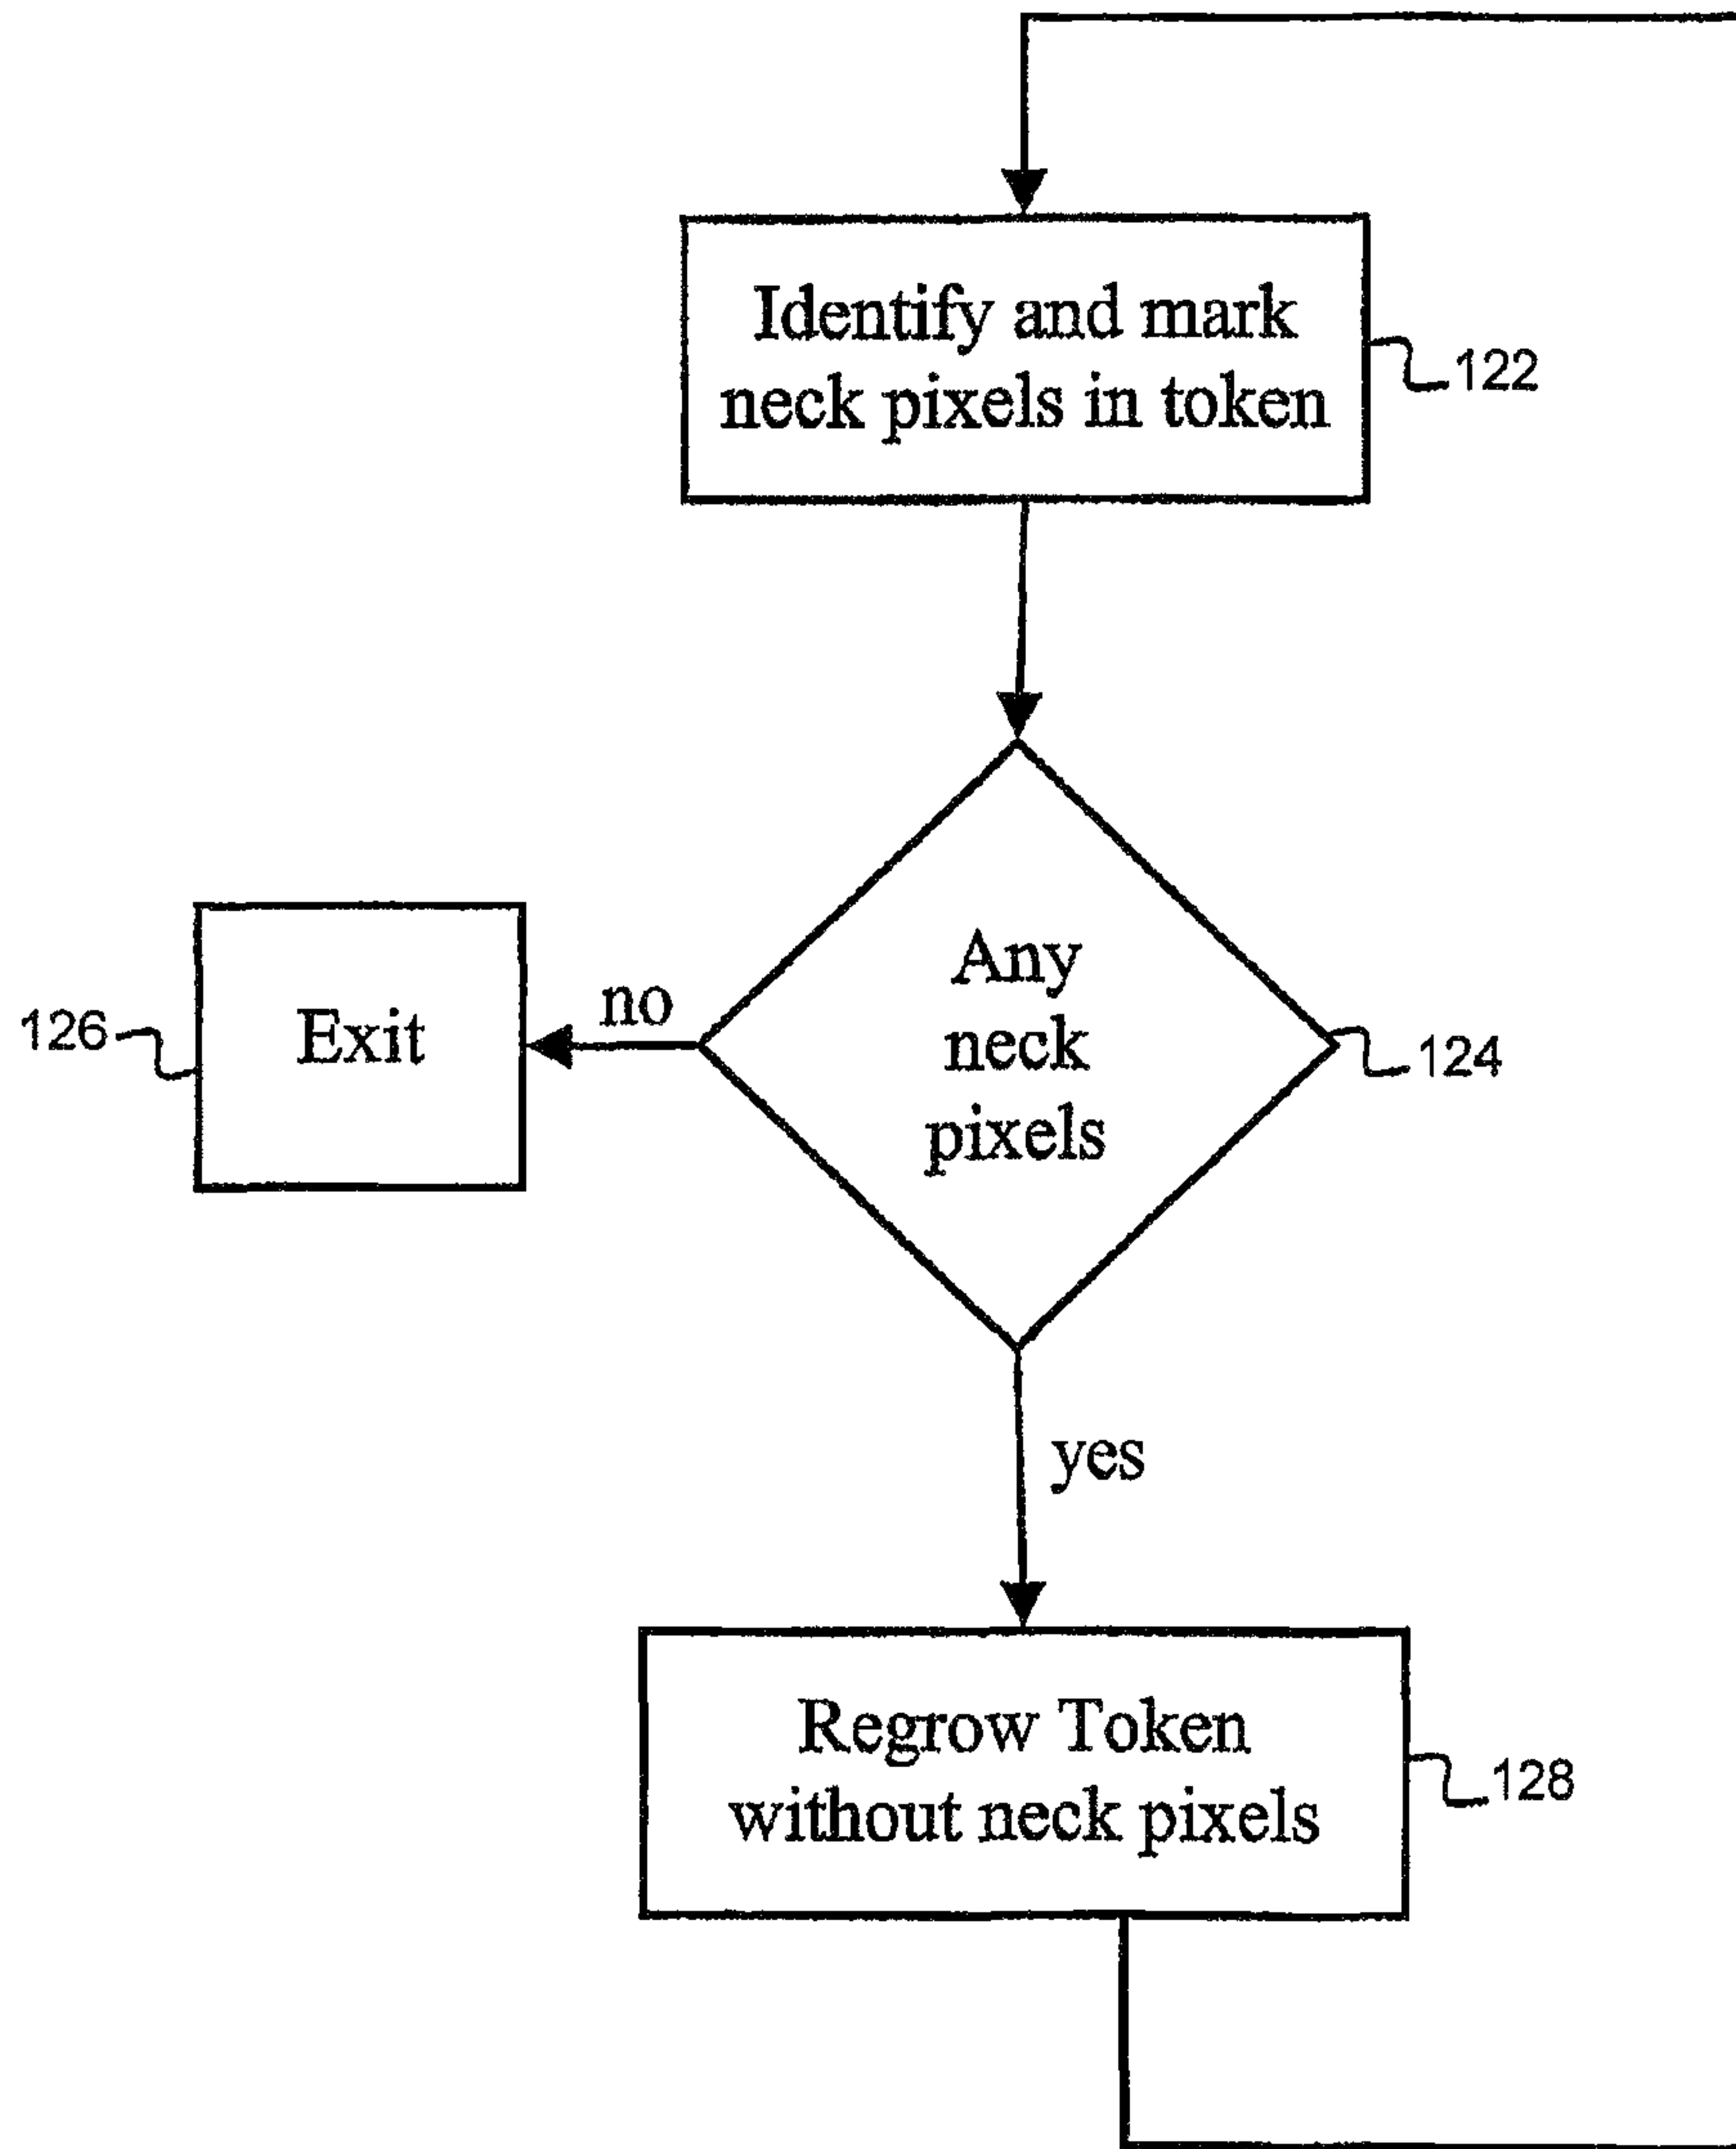 Identify and mark
neck pixels in token
122
Any
neck
pixels
124
no
Exit
126
yes
Regrow Token
without neck pixels
128